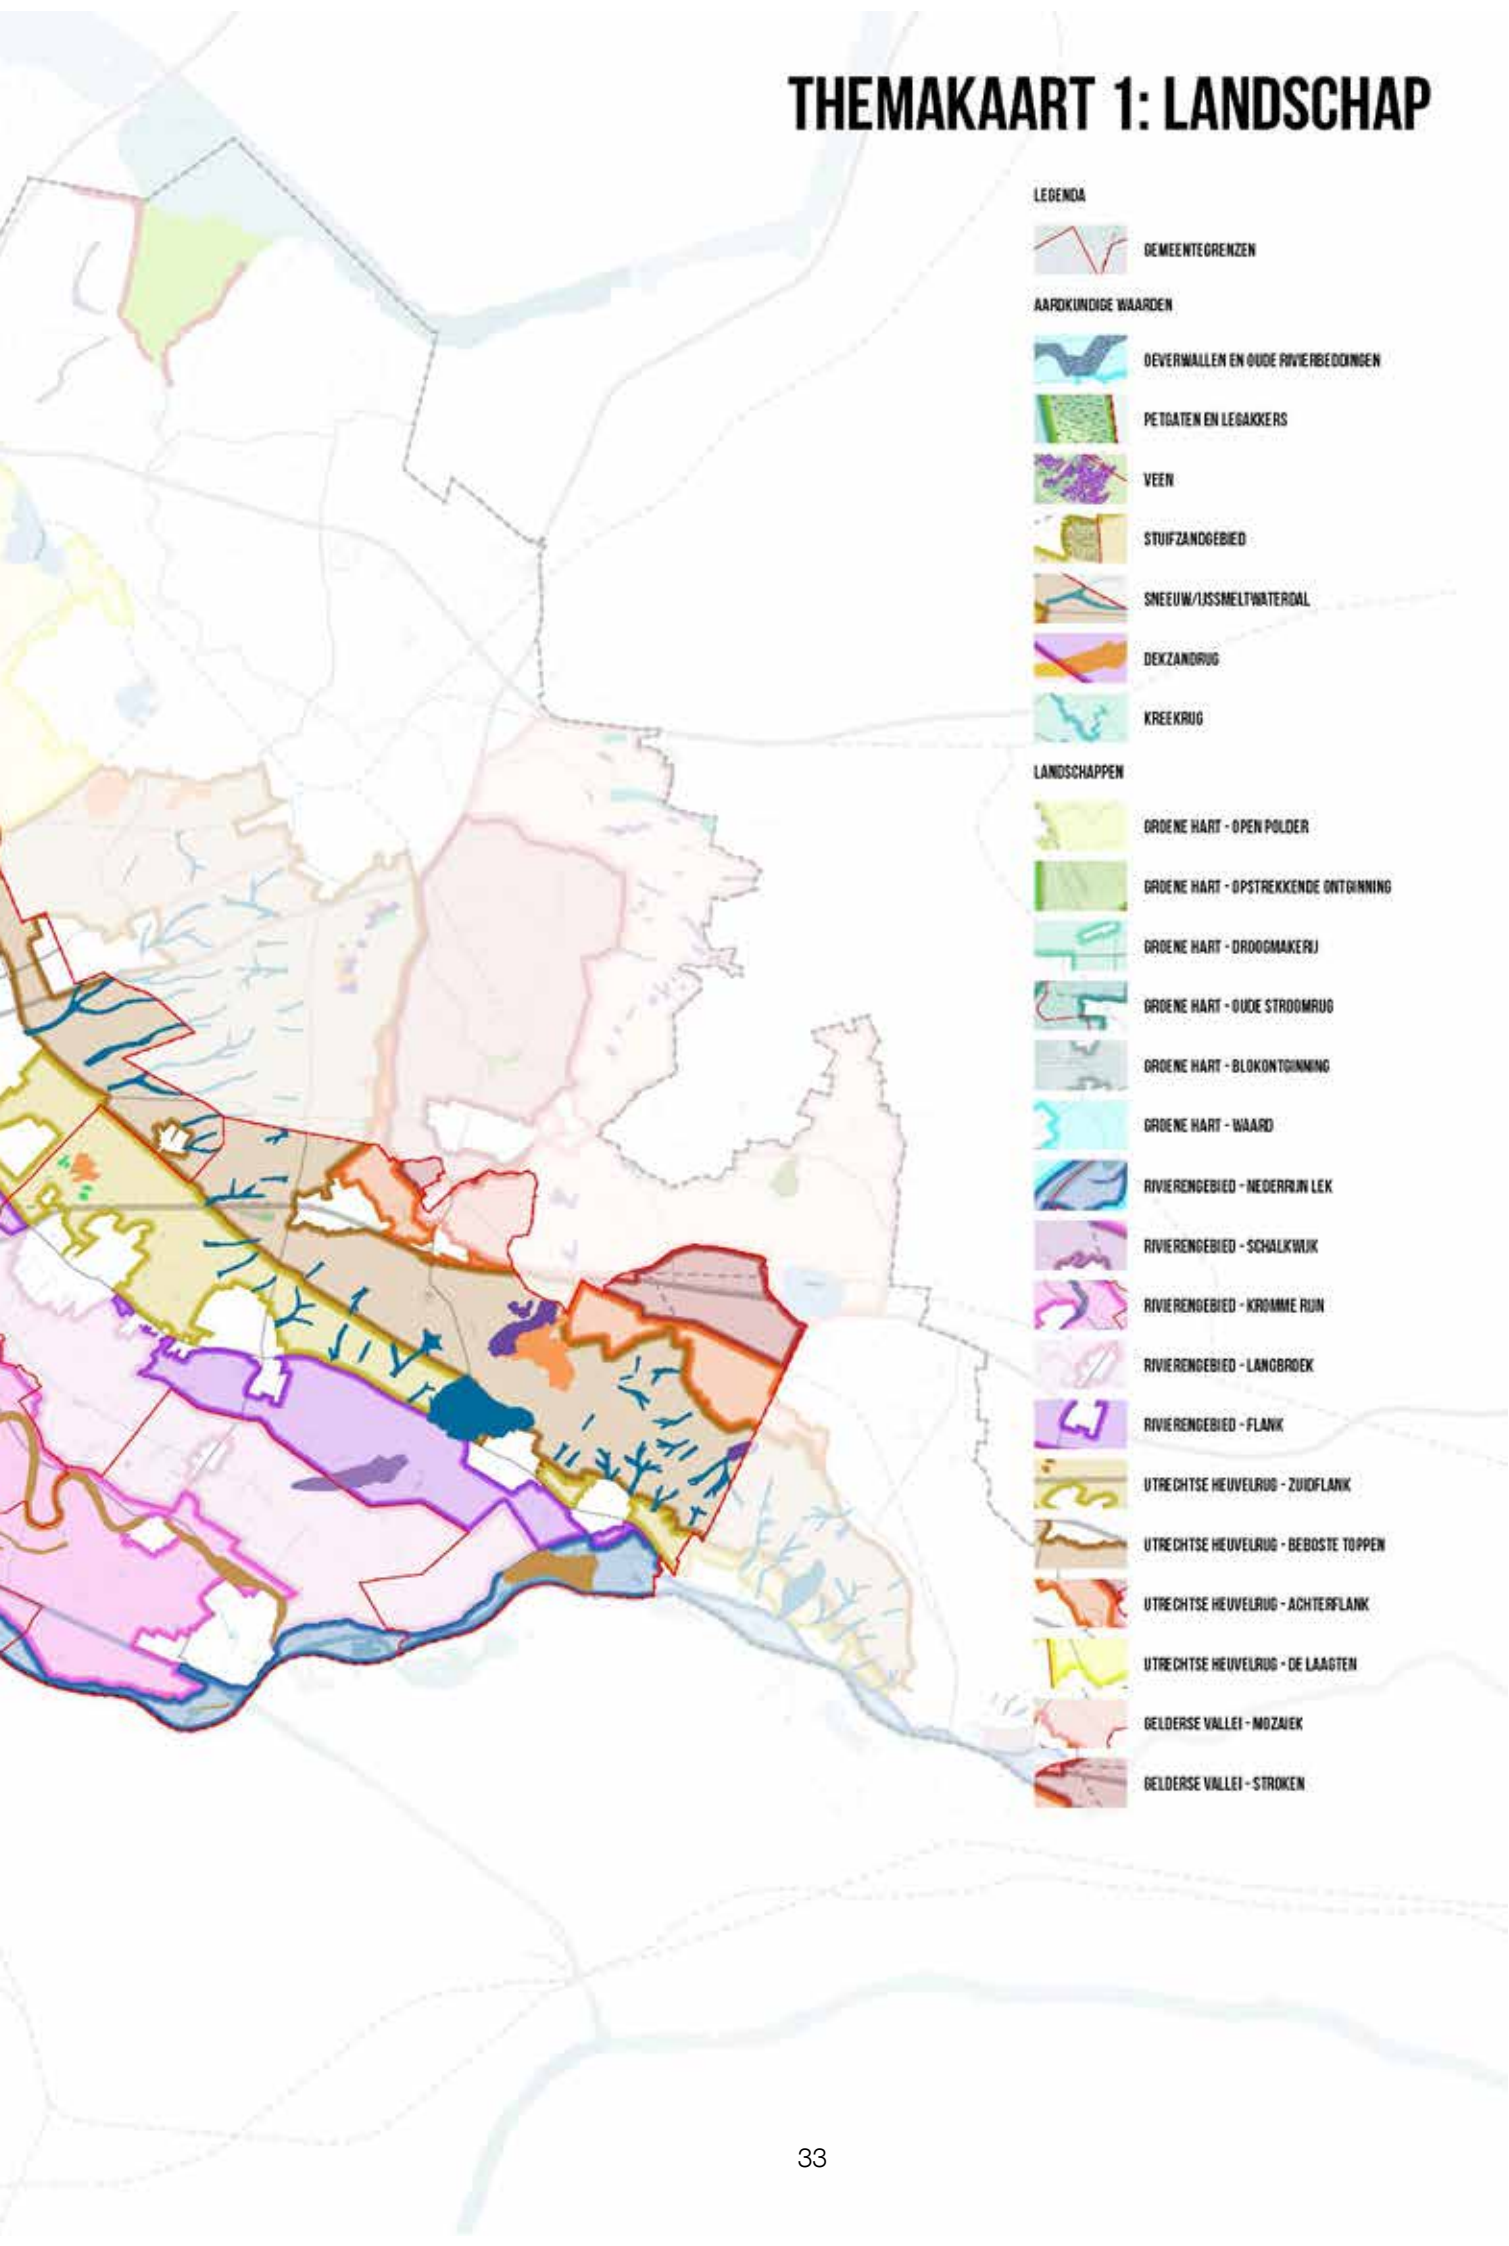 THEMAKAART 1: LANDSCHAP
LEGENDA
GEMEENTEGRENZEN
AARDKUNDIGE WAARDEN
OEVERWALLEN EN OUDE RIVIERBEDDINGEN
PETGATEN EN LEGAKKERS
VEEN
STUIFZANDGEBIED
SNEEUW/IJSSMELTWATERDAL
DEKZANDRUG
KREEKRUG
LANDSCHAPPEN
GROENE HART - OPEN POLDER
GROENE HART - OPSTREKKENDE ONTGINNING
GROENE HART - DROOGMAKERIJ
GROENE HART - OUDE STROOMRUG
GROENE HART - BLOKONTGINNING
GROENE HART - WAARD
RIVIERENGEBIED - NEDERRIJN LEK
RIVIERENGEBIED - SCHALKWIJK
RIVIERENGEBIED - KROMME RIJN
RIVIERENGEBIED - LANGBROEK
RIVIERENGEBIED - FLANK
UTRECHTSE HEUVELRUG - ZUIDFLANK
UTRECHTSE HEUVELRUG - BEBOSTE TOPPEN
UTRECHTSE HEUVELRUG - ACHTERFLANK
UTRECHTSE HEUVELRUG - DE LAAGTEN
GELDERSE VALLEI - MOZAIEK
GELDERSE VALLEI - STROKEN
33